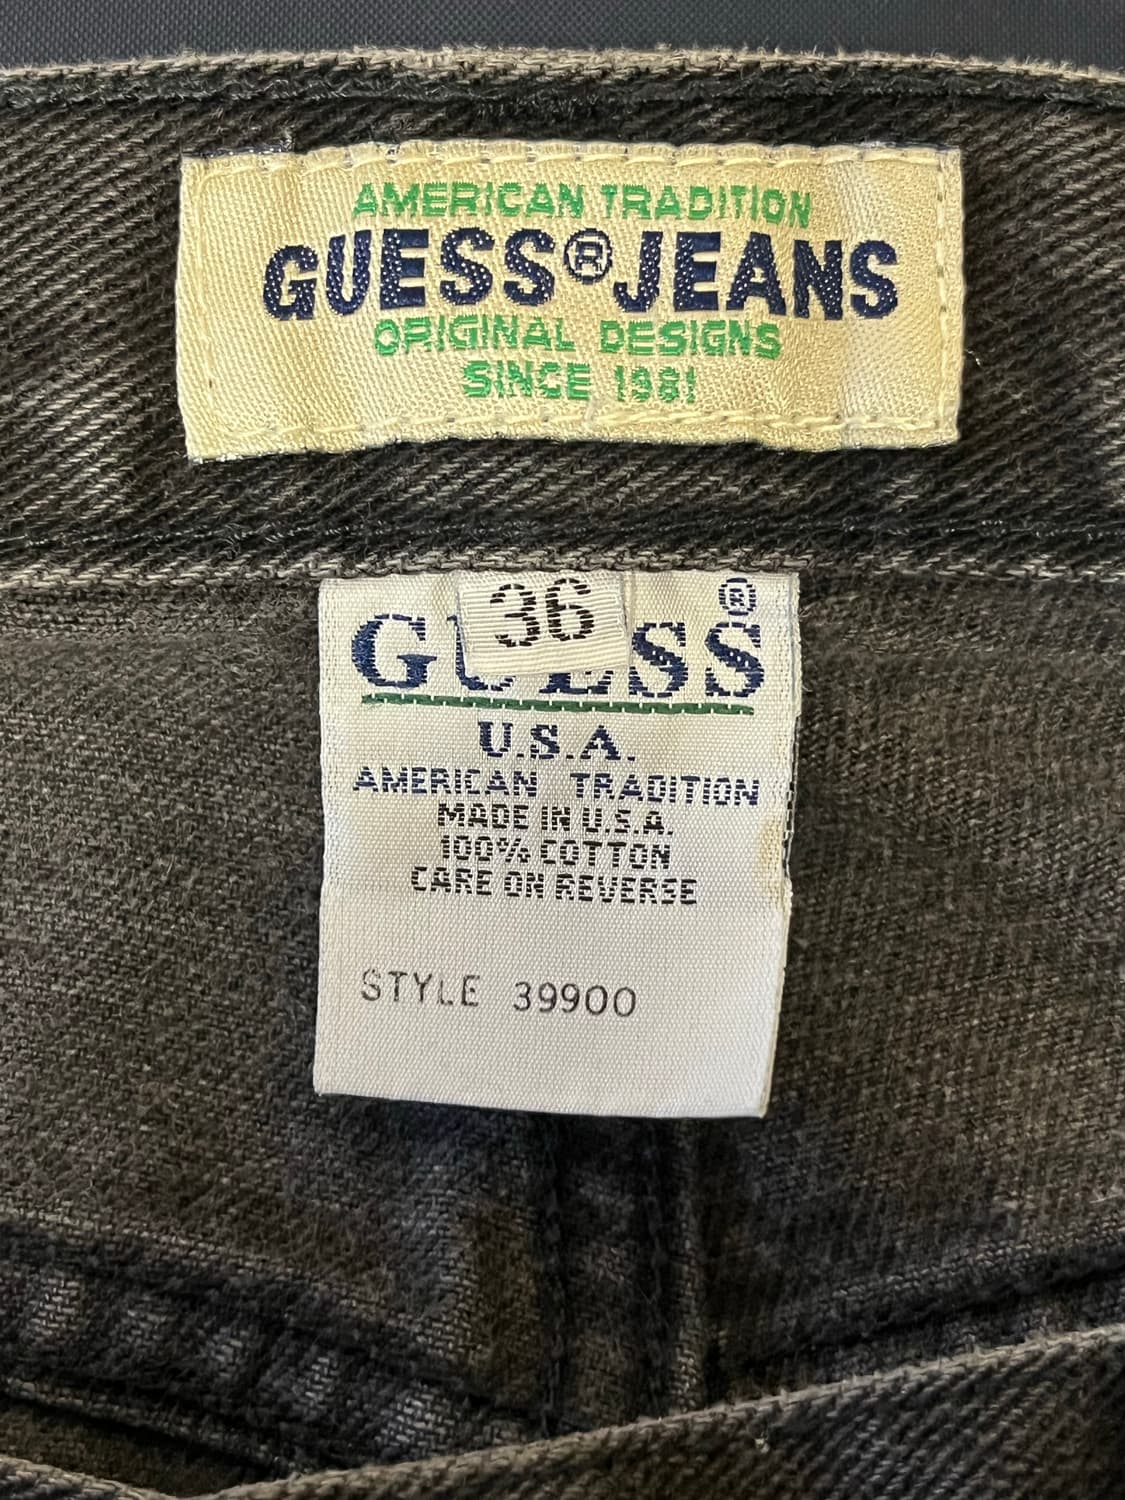 AMERICAN TRADITION
GUESS®JEANS
ORIGINAL DESIGNS
SINCE 1981
36
®
GUESS
U.S.A.
AMERICAN TRADITION
MADE IN U.S.A.
100% COTTON
CARE ON REVERSE
STYLE 39900